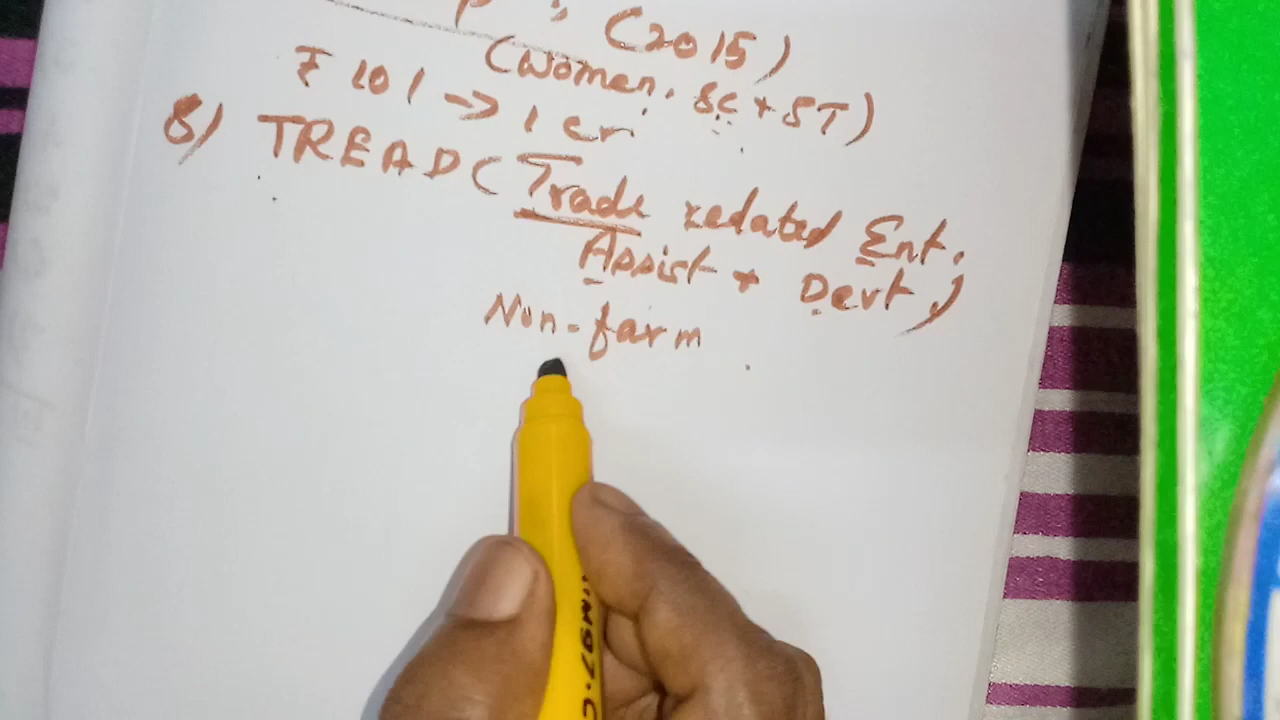 (2015)
(Women, SC + ST)
₹ 10 l -> 1 cr
8) TREAD ( Trade related Ent.
Assist + Devt )
Non-farm